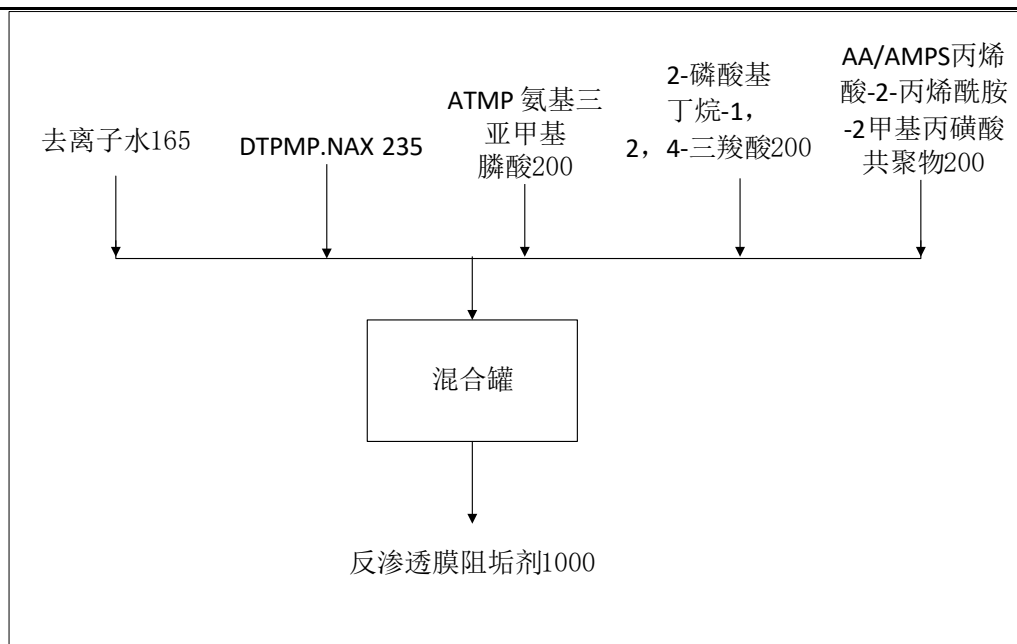 去离子水165
DTPMP.NAX 235
ATMP 氨基三
亚甲基
膦酸200
2-磷酸基
丁烷-1，
2，4-三羧酸200
AA/AMPS丙烯
酸-2-丙烯酰胺
-2甲基丙磺酸
共聚物200
混合罐
反渗透膜阻垢剂1000